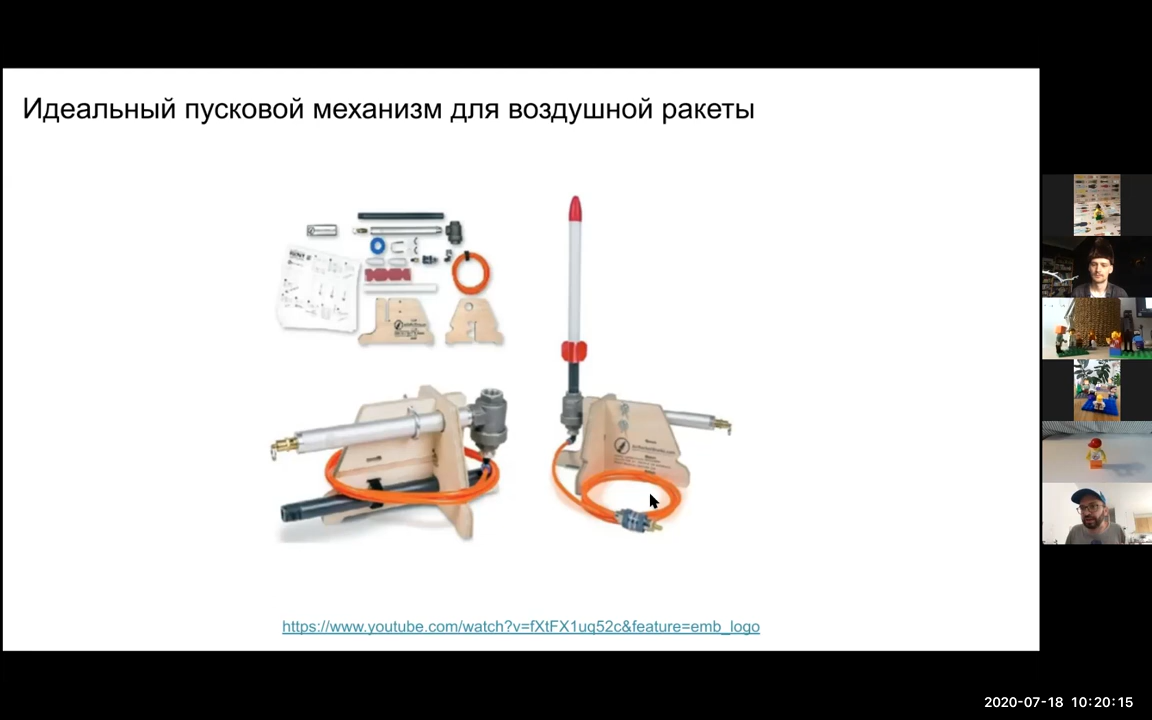 Идеальный пусковой механизм для воздушной ракеты
https://www.youtube.com/watch?v=fXtFX1uq52c&feature=emb_logo
2020-07-18 10:20:15